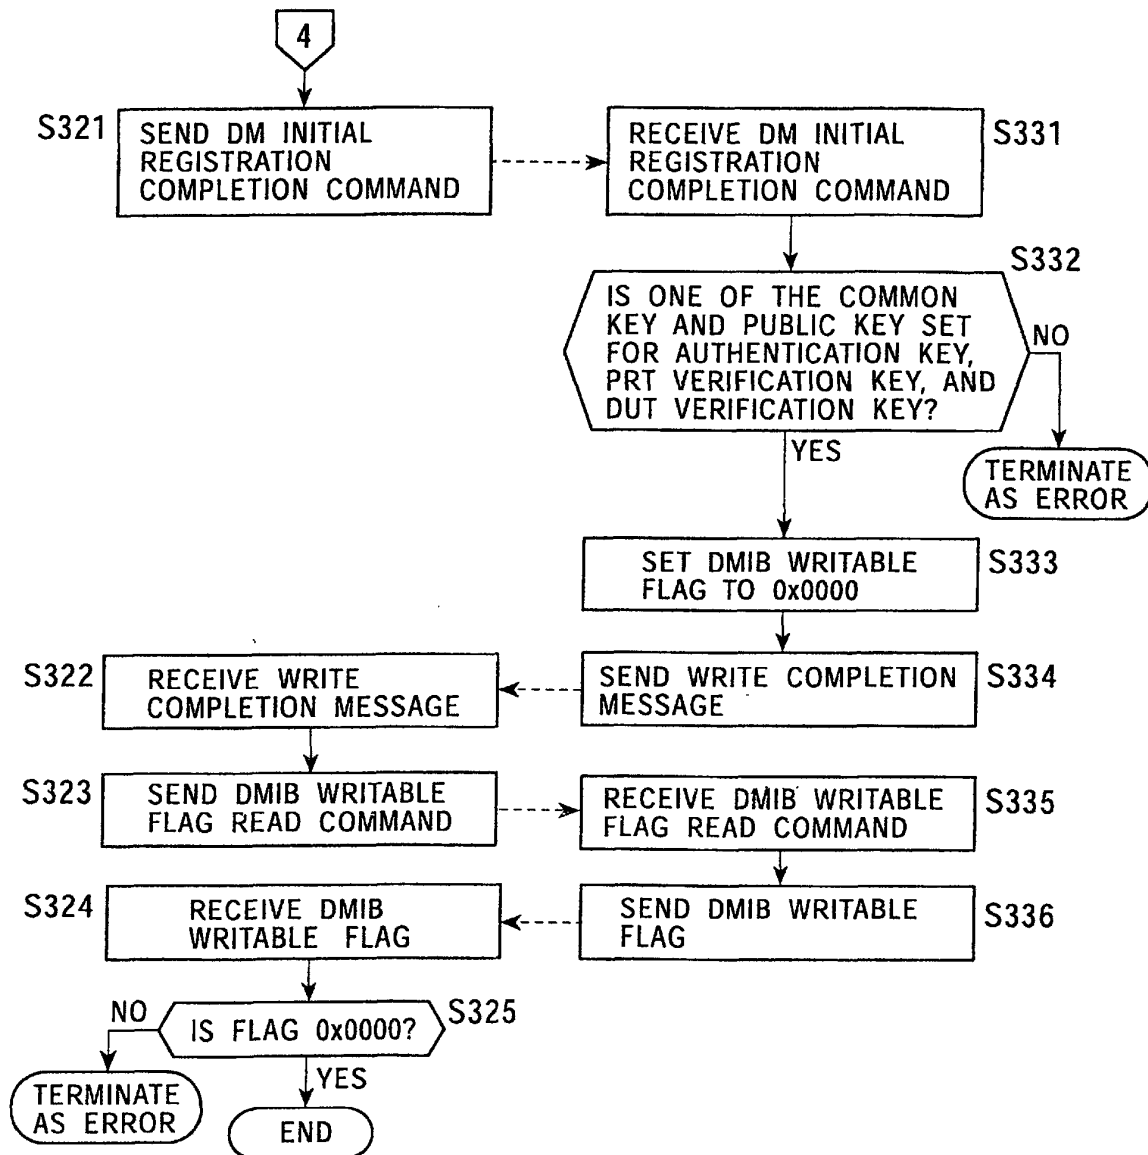 4
S321
SEND DM INITIAL
REGISTRATION
COMPLETION COMMAND
RECEIVE DM INITIAL
REGISTRATION
COMPLETION COMMAND
S331
S332
IS ONE OF THE COMMON
KEY AND PUBLIC KEY SET
FOR AUTHENTICATION KEY,
PRT VERIFICATION KEY, AND
DUT VERIFICATION KEY?
NO
YES
TERMINATE
AS ERROR
SET DMIB WRITABLE
FLAG TO 0x0000
S333
S322
RECEIVE WRITE
COMPLETION MESSAGE
SEND WRITE COMPLETION
MESSAGE
S334
S323
SEND DMIB WRITABLE
FLAG READ COMMAND
RECEIVE DMIB WRITABLE
FLAG READ COMMAND
S335
S324
RECEIVE DMIB
WRITABLE FLAG
SEND DMIB WRITABLE
FLAG
S336
NO
IS FLAG 0x0000?
S325
YES
TERMINATE
AS ERROR
END